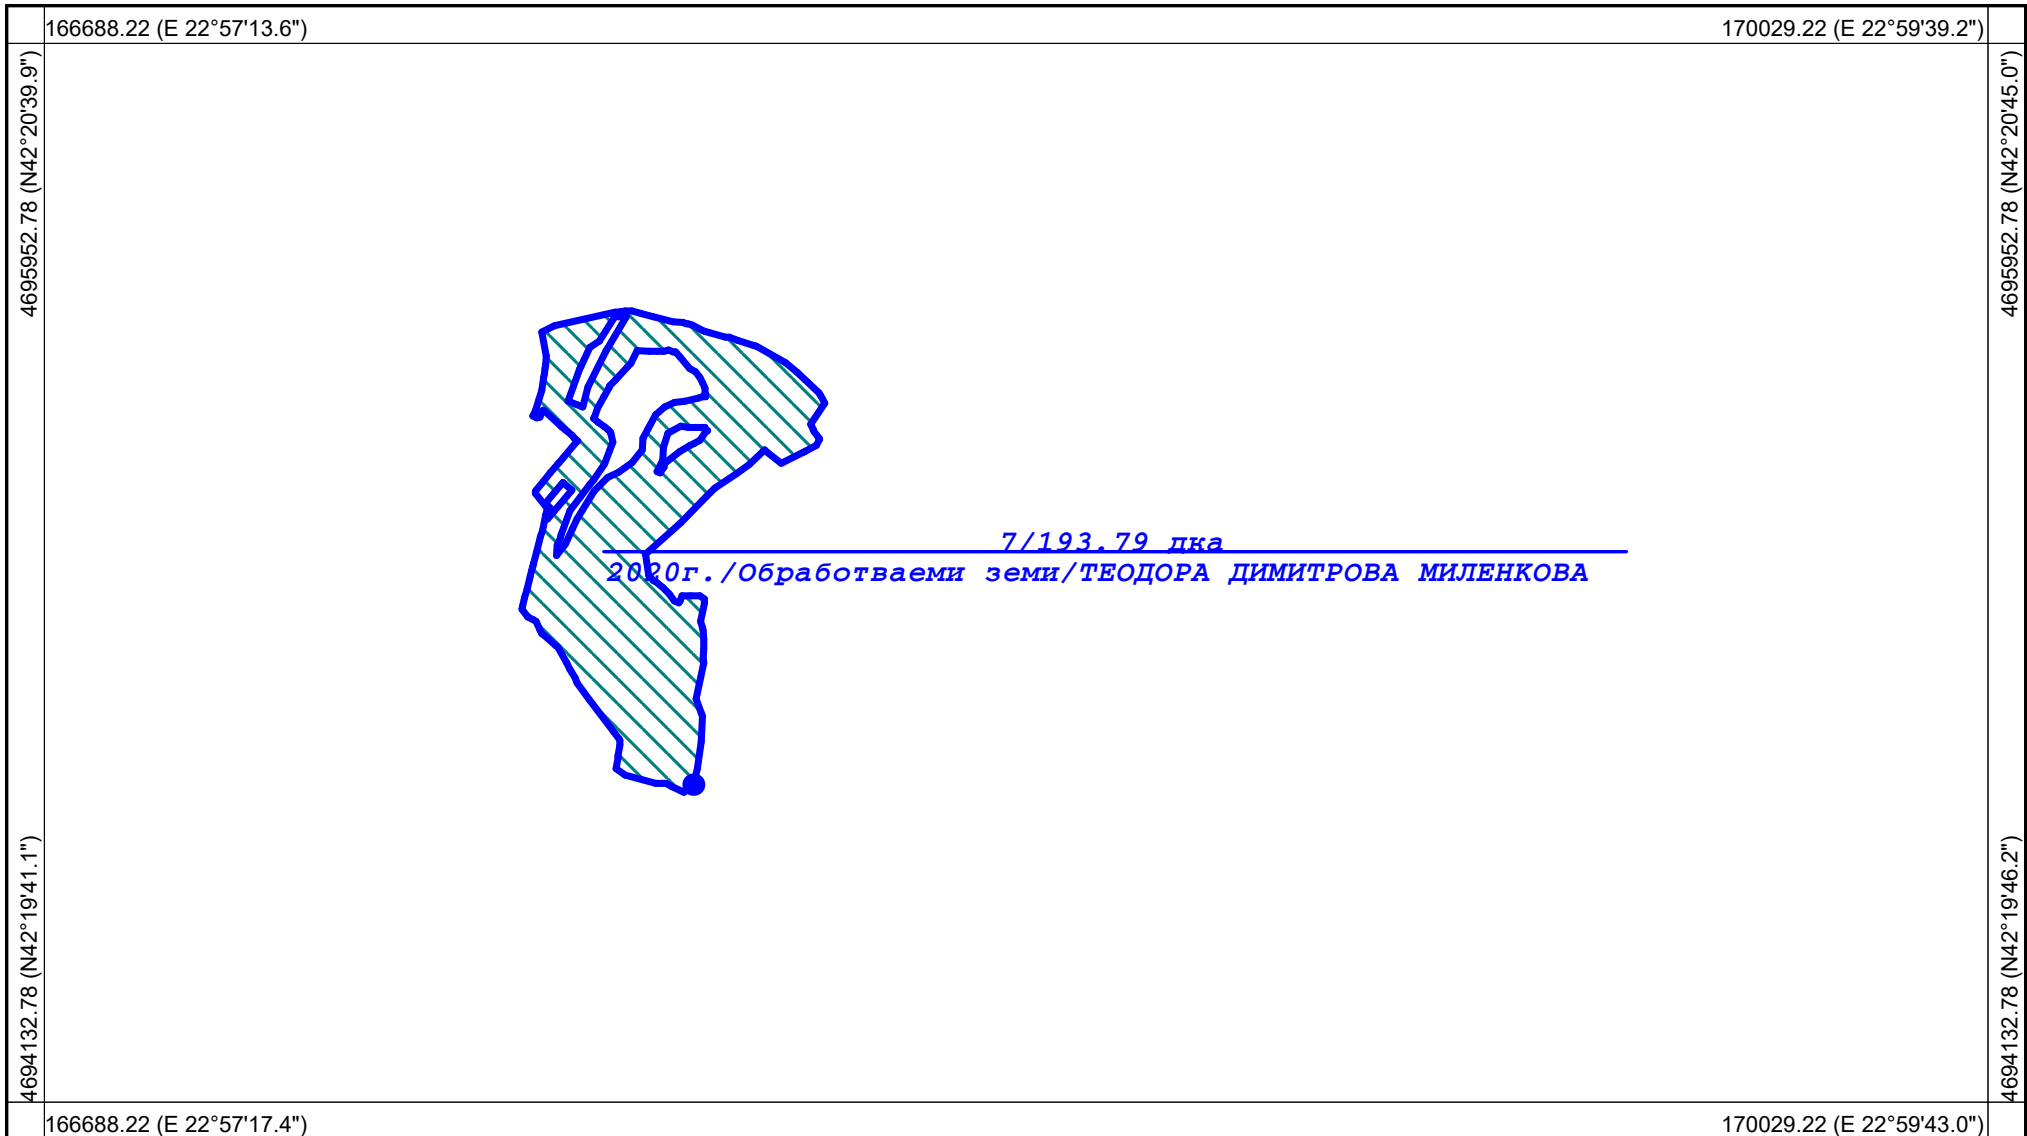 166688.22 (E 22°57'13.6")
170029.22 (E 22°59'39.2")
4695952.78 (N42°20'39.9")
4695952.78 (N42°20'45.0")
7/193.79 дка
2020г./Обработваеми земи/ТЕОДОРА ДИМИТРОВА МИЛЕНКОВА
4694132.78 (N42°19'41.1")
4694132.78 (N42°19'46.2")
166688.22 (E 22°57'17.4")
170029.22 (E 22°59'43.0")